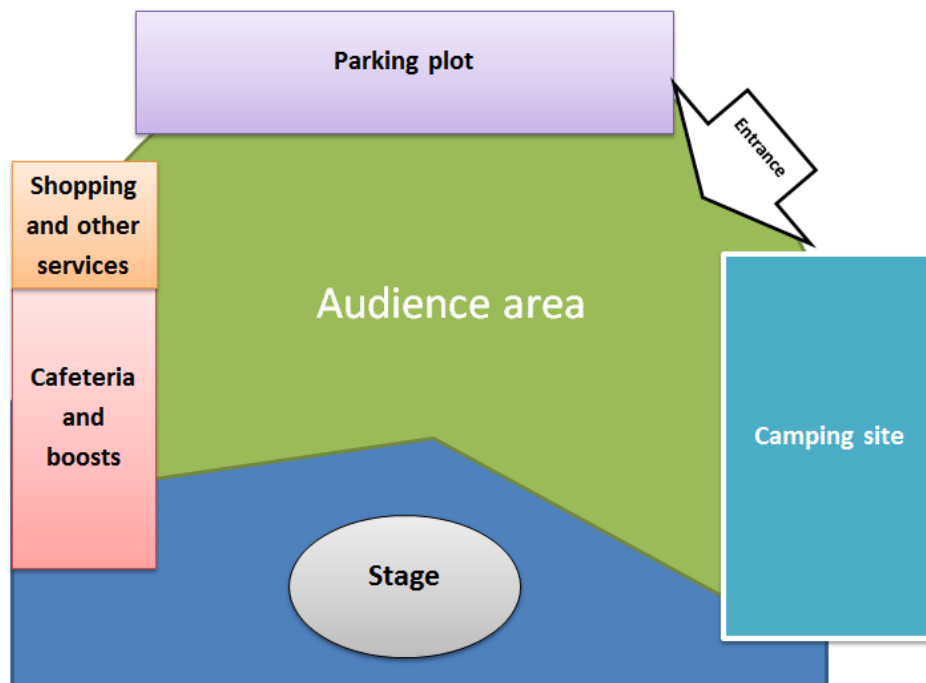 Parking plot
Entrance
Shopping
and other
services
Audience area
Cafeteria
and
boosts
Camping site
Stage